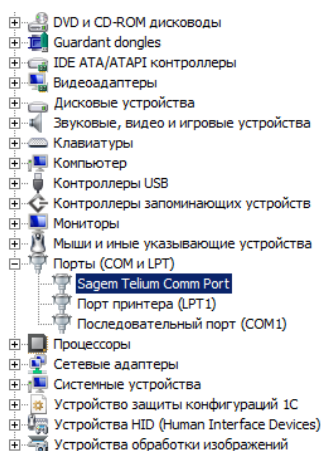 DVD и CD-ROM дисководы
Guardant dongles
IDE ATA/ATAPI контроллеры
Видеоадаптеры
Дисковые устройства
Звуковые, видео и игровые устройства
Клавиатуры
Компьютер
Контроллеры USB
Контроллеры запоминающих устройств
Мониторы
Мыши и иные указывающие устройства
Порты (COM и LPT)
Sagem Telium Comm Port
Порт принтера (LPT1)
Последовательный порт (COM1)
Процессоры
Сетевые адаптеры
Системные устройства
Устройство защиты конфигураций 1С
Устройства HID (Human Interface Devices)
Устройства обработки изображений